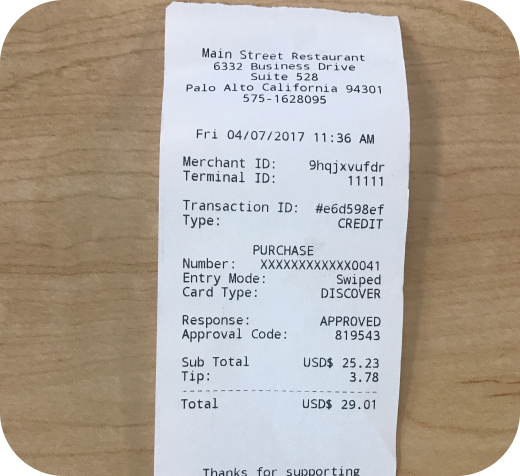 Main Street Restaurant
6332 Business Drive
Suite 528
Palo Alto California 94301
575-1628095
Fri 04/07/2017 11:36 AM
Merchant ID: 9hqjxvufdr
Terminal ID: 11111
Transaction ID: #e6d598ef
Type: CREDIT
PURCHASE
Number: XXXXXXXXXXXX0041
Entry Mode: Swiped
Card Type: DISCOVER
Response: APPROVED
Approval Code: 819543
Sub Total USD$ 25.23
Tip: 3.78
Total USD$ 29.01
Thanks for supporting